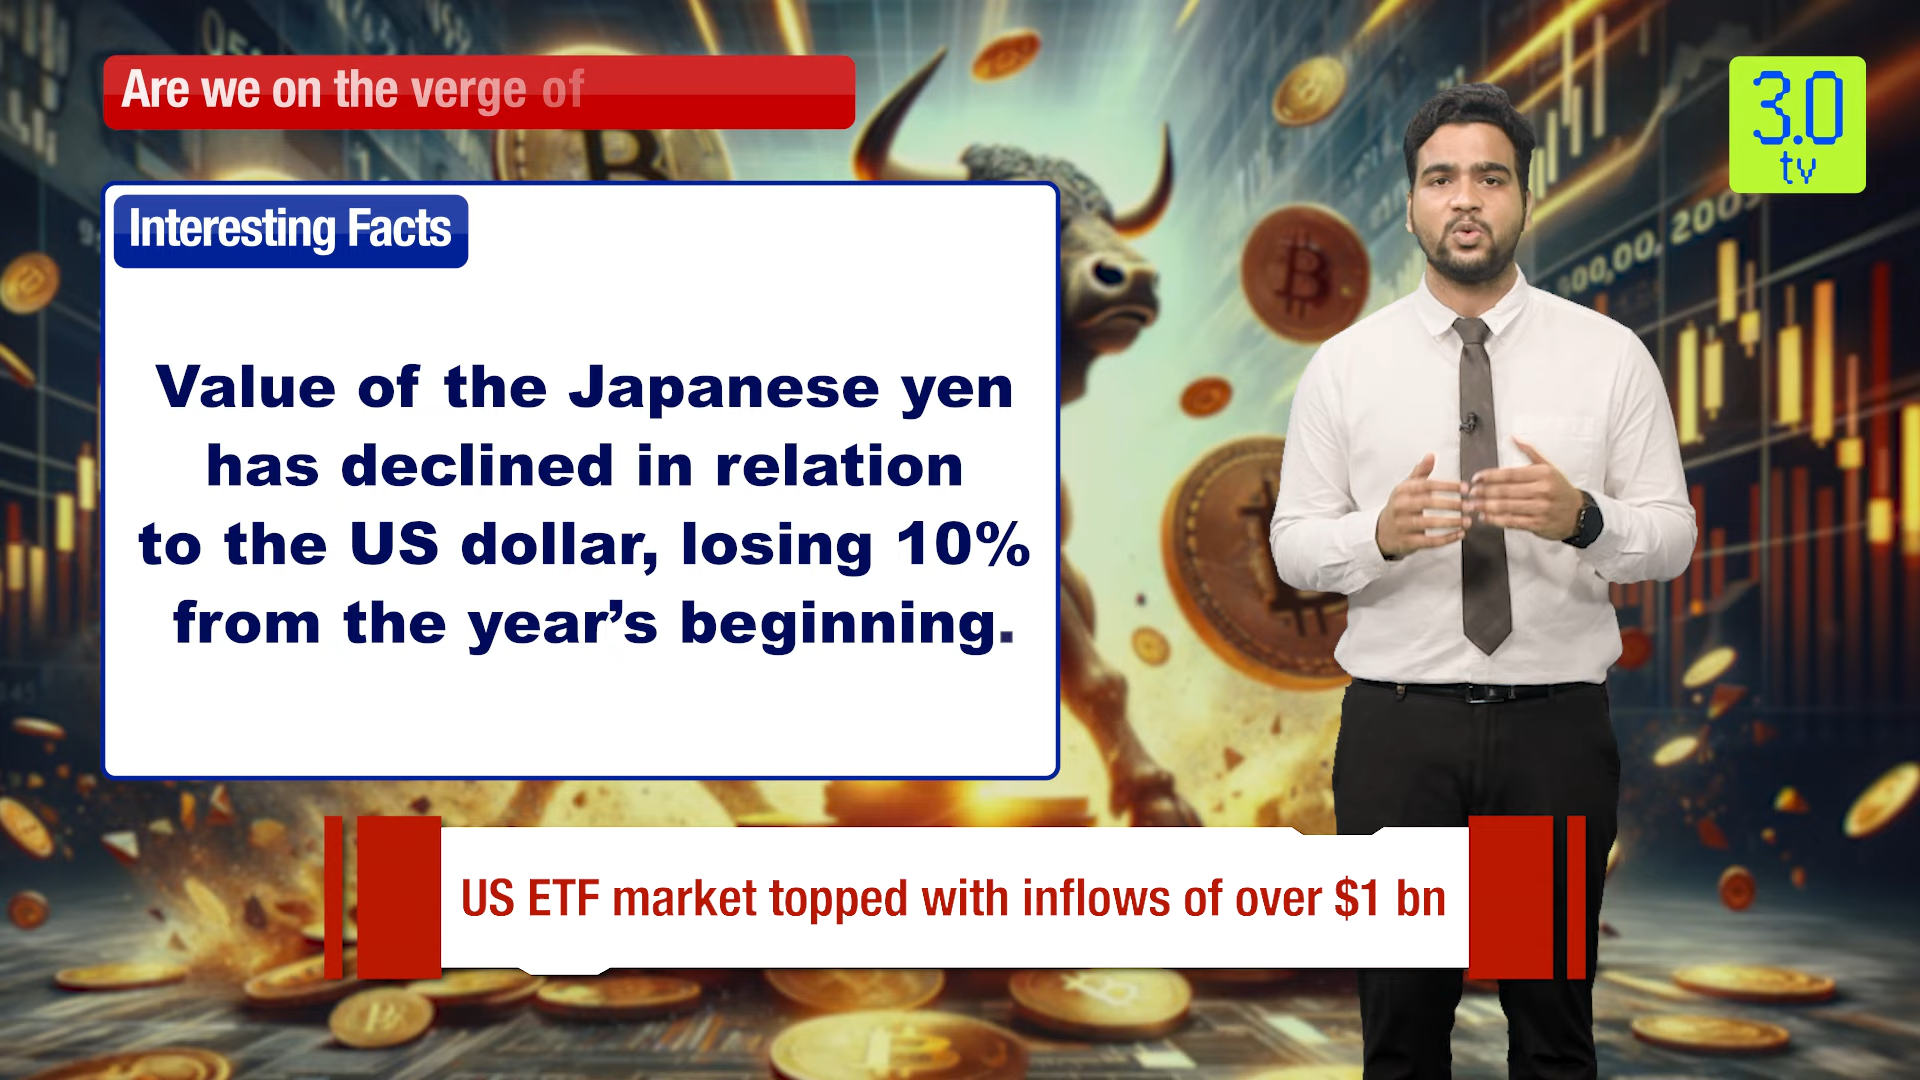 Are we on the verge of
3.0
tv
Interesting Facts
Value of the Japanese yen
has declined in relation
to the US dollar, losing 10%
from the year’s beginning.
US ETF market topped with inflows of over $1 bn